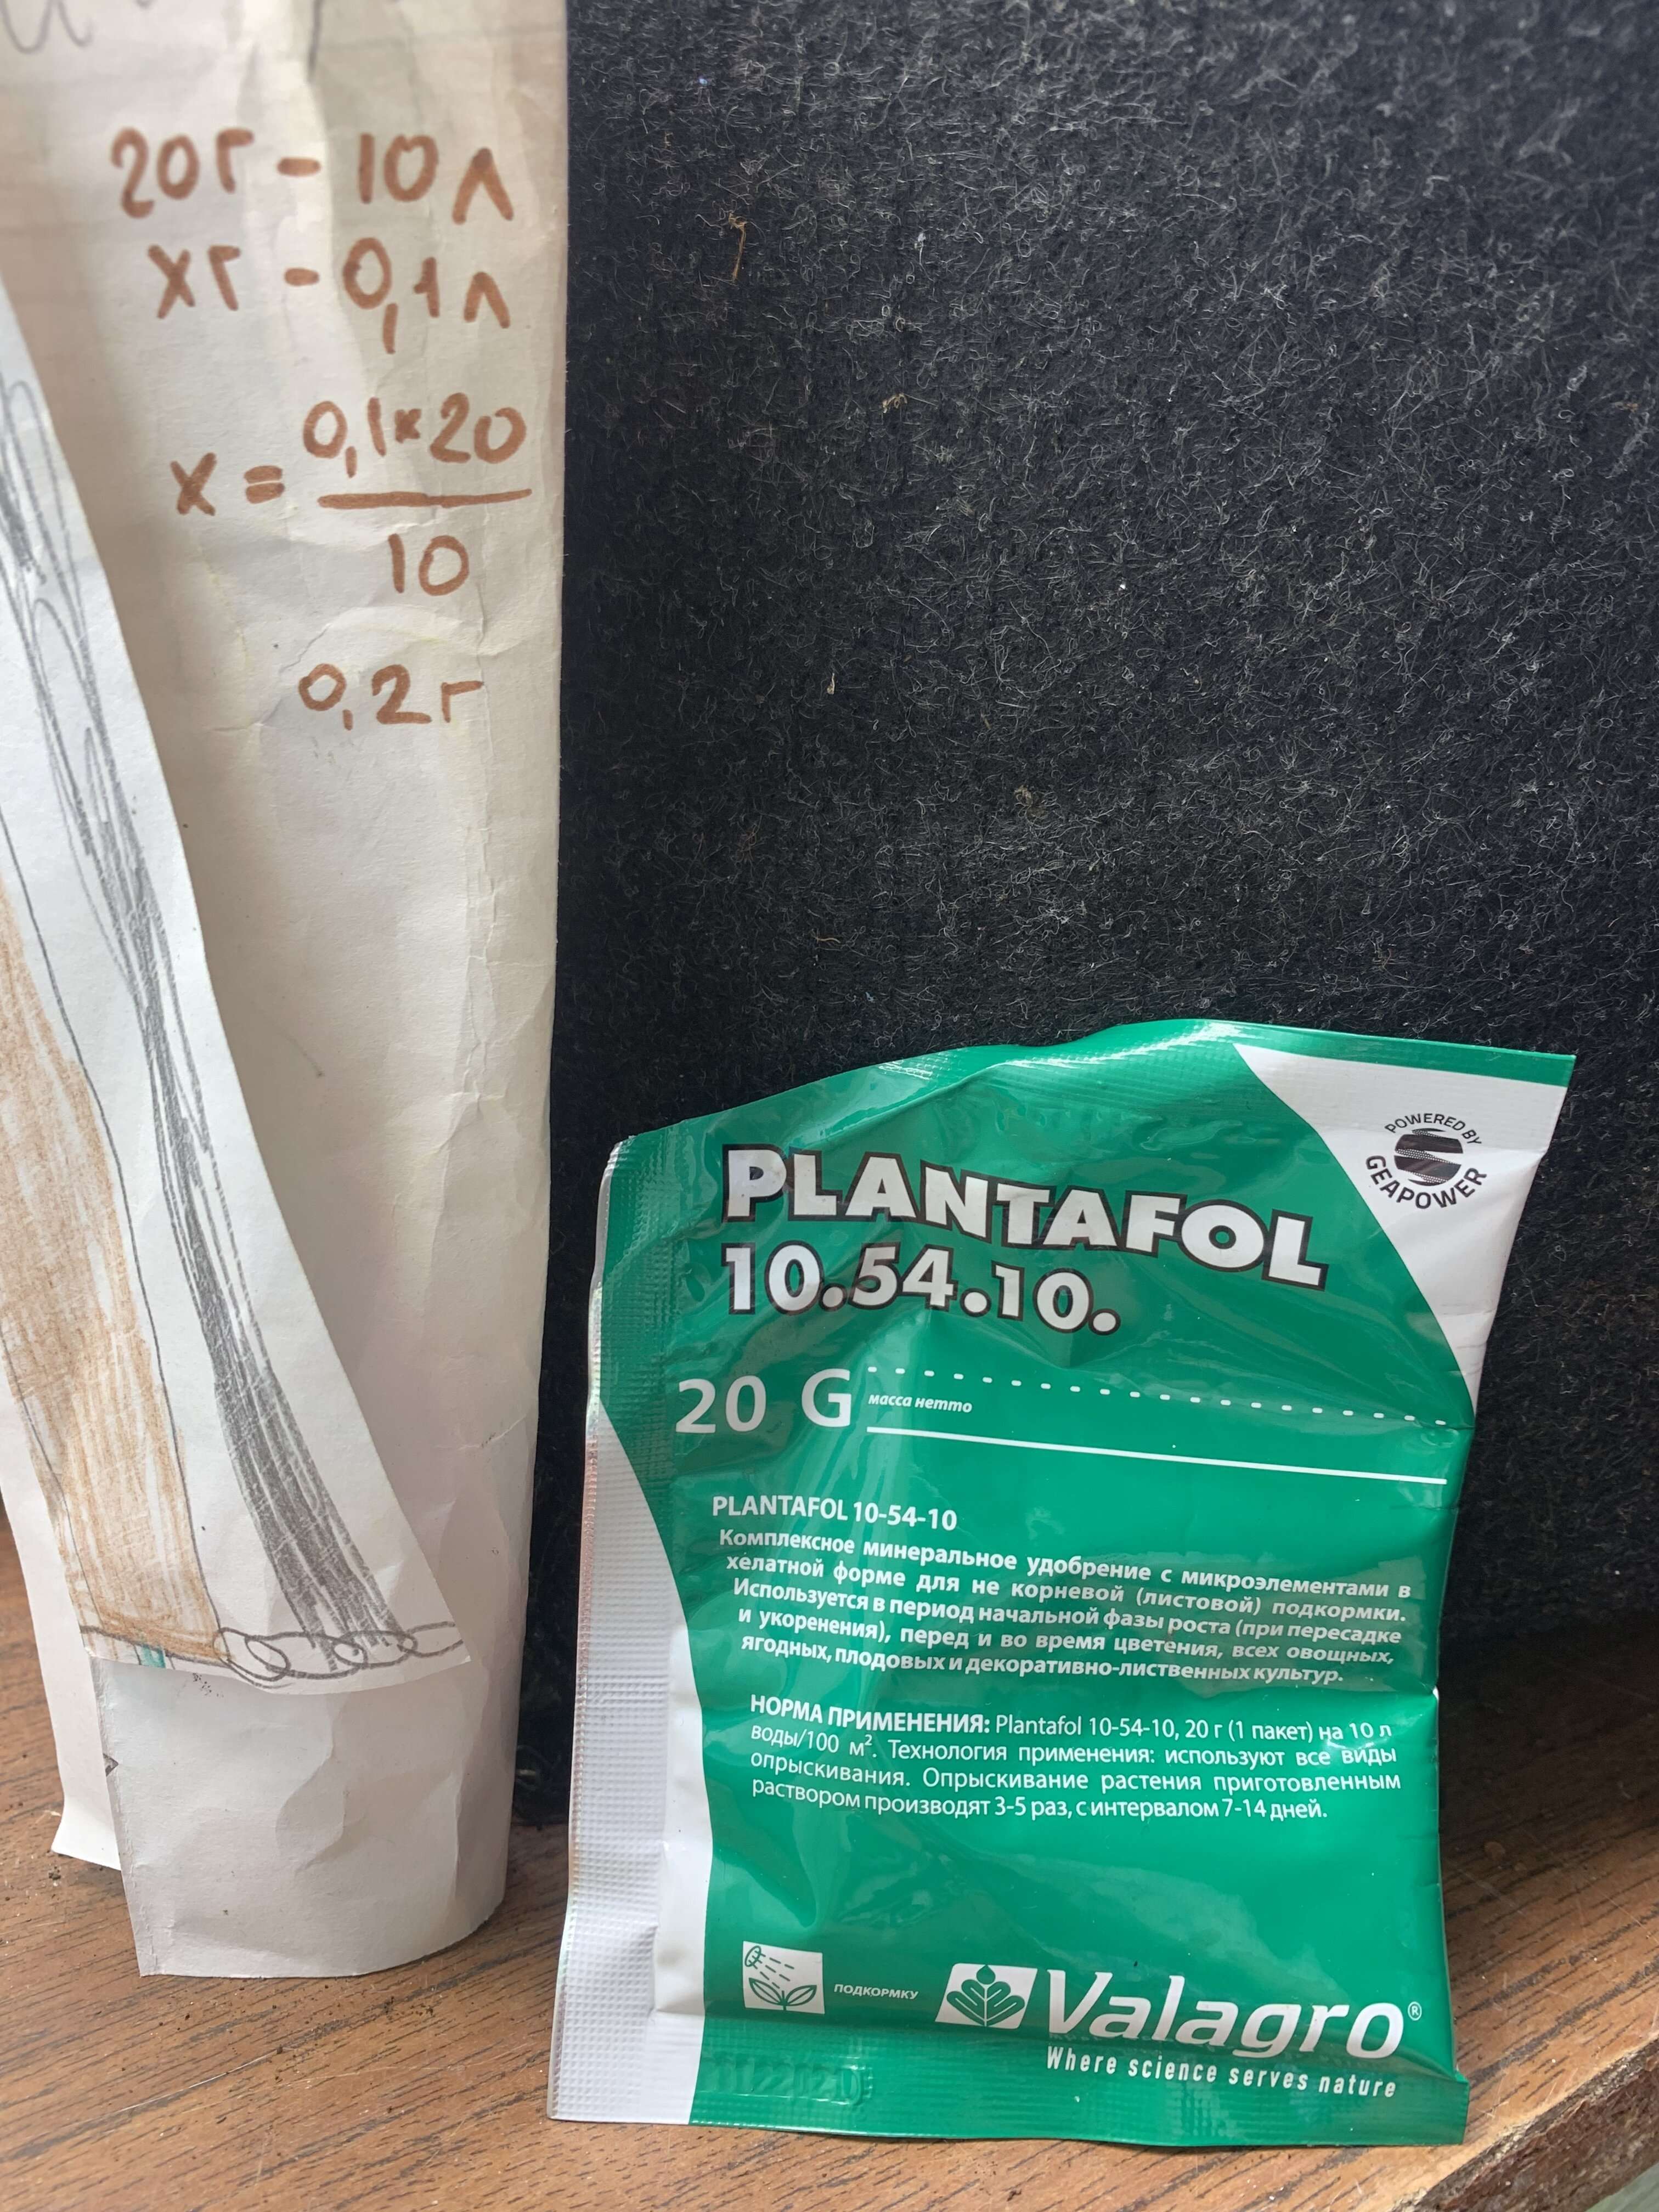 20г - 10 л
хг - 0,1 л
х = 0,1×20
10
0,2г
POWERED BY
GEAPOWER
PLANTAFOL
10.54.10.
20 G масса нетто
PLANTAFOL 10-54-10
Комплексное минеральное удобрение с микроэлементами в
хелатной форме для не корневой (листовой) подкормки.
Используется в период начальной фазы роста (при пересадке
и укоренения), перед и во время цветения, всех овощных,
ягодных, плодовых и декоративно-лиственных культур.
НОРМА ПРИМЕНЕНИЯ: Plantafol 10-54-10, 20 г (1 пакет) на 10 л
воды/100 м². Технология применения: используют все виды
опрыскивания. Опрыскивание растения приготовленным
раствором производят 3-5 раз, с интервалом 7-14 дней.
ПОДКОРМКУ
Valagro®
Where science serves nature